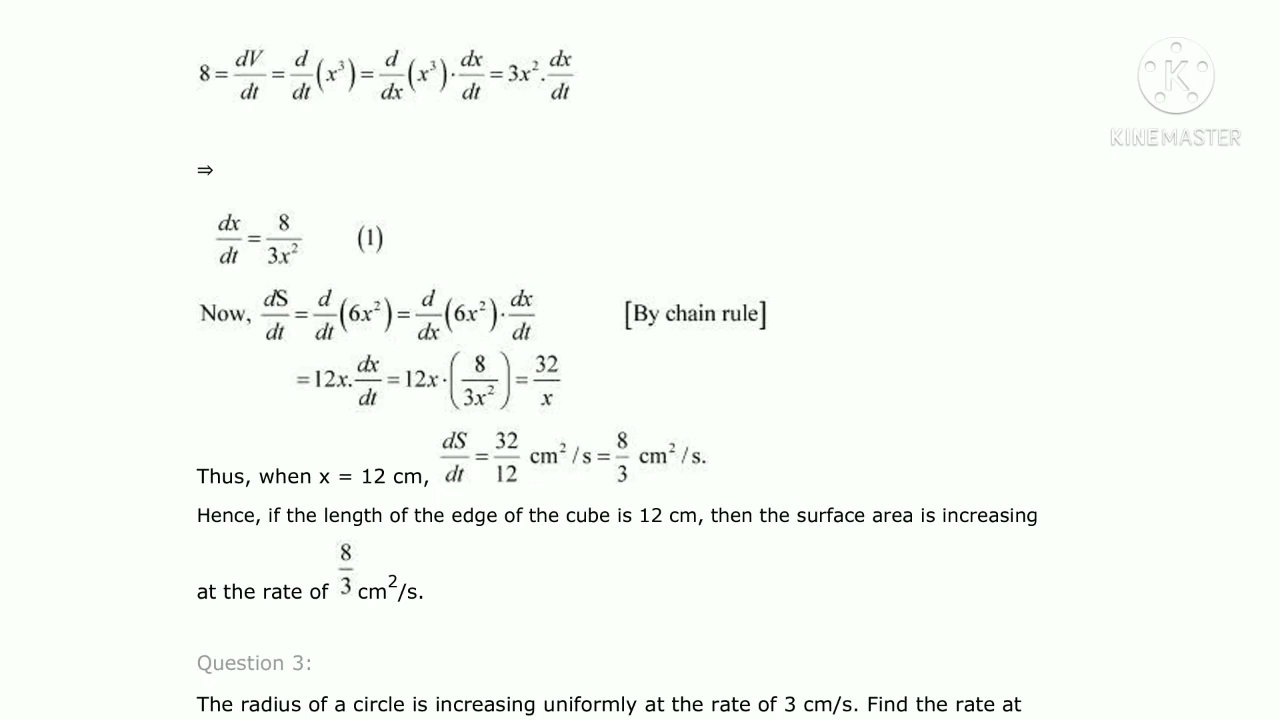 8 = dV/dt = d/dt (x³) = d/dx (x³) · dx/dt = 3x² . dx/dt
KINEMASTER
⇒
dx/dt = 8/3x² (1)
Now, dS/dt = d/dt (6x²) = d/dx (6x²) · dx/dt [By chain rule]
= 12x. dx/dt = 12x · (8/3x²) = 32/x
Thus, when x = 12 cm, dS/dt = 32/12 cm² / s = 8/3 cm² / s.
Hence, if the length of the edge of the cube is 12 cm, then the surface area is increasing
at the rate of 8/3 cm²/s.
Question 3:
The radius of a circle is increasing uniformly at the rate of 3 cm/s. Find the rate at